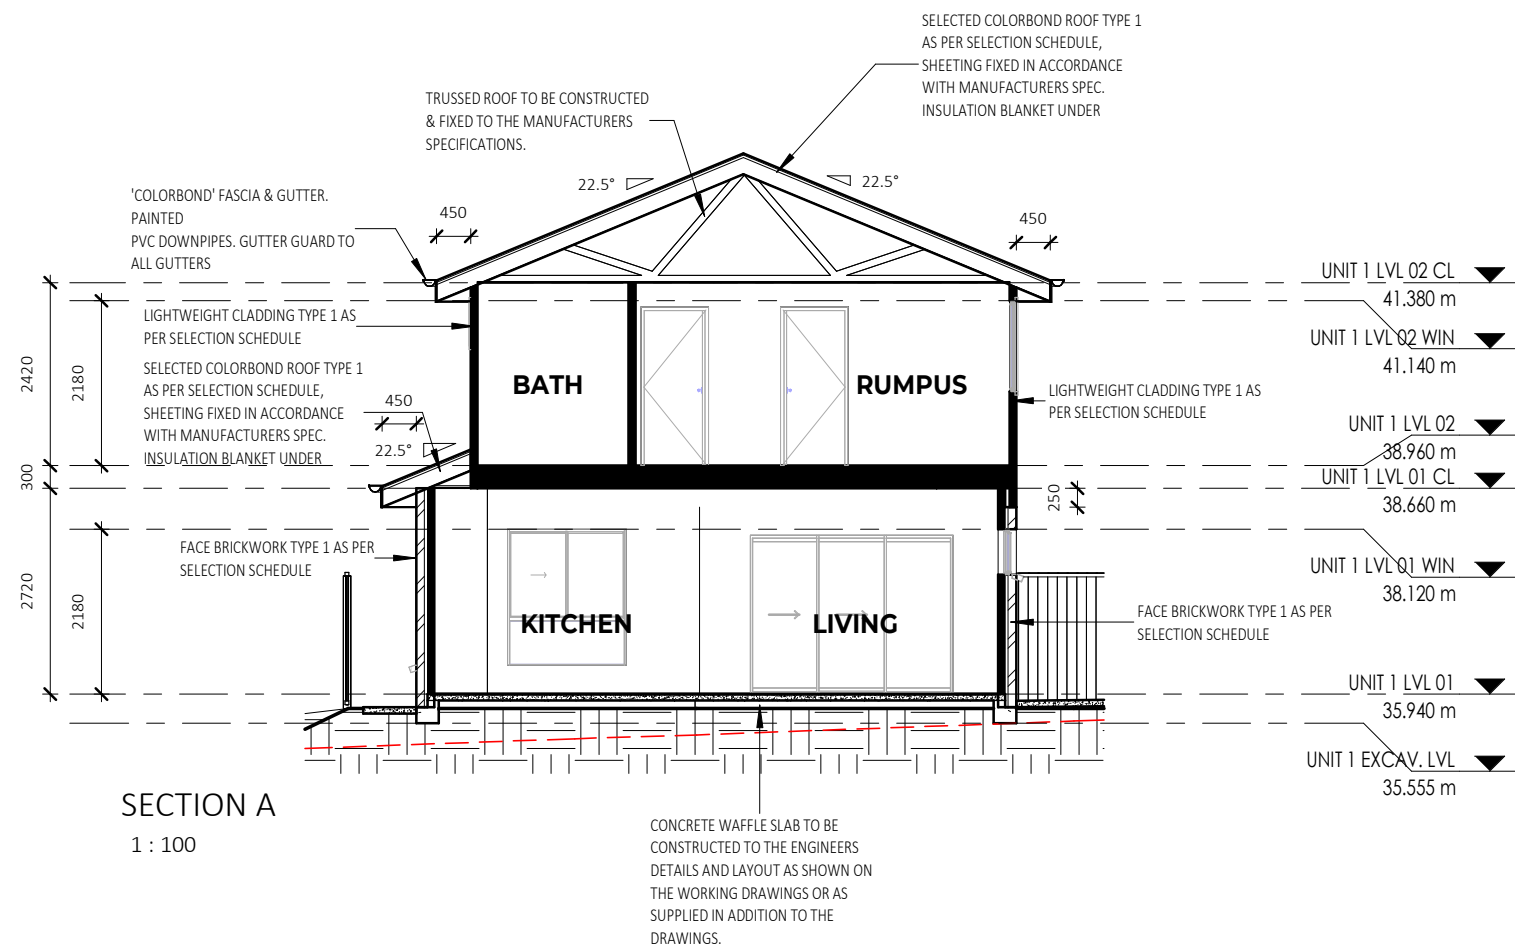 SELECTED COLORBOND ROOF TYPE 1
AS PER SELECTION SCHEDULE,
SHEETING FIXED IN ACCORDANCE
WITH MANUFACTURERS SPEC.
INSULATION BLANKET UNDER
TRUSSED ROOF TO BE CONSTRUCTED
& FIXED TO THE MANUFACTURERS
SPECIFICATIONS.
22.5°
22.5°
'COLORBOND' FASCIA & GUTTER.
PAINTED
PVC DOWNPIPES. GUTTER GUARD TO
ALL GUTTERS
450
450
UNIT 1 LVL 02 CL
41.380 m
LIGHTWEIGHT CLADDING TYPE 1 AS
PER SELECTION SCHEDULE
UNIT 1 LVL 02 WIN
41.140 m
SELECTED COLORBOND ROOF TYPE 1
AS PER SELECTION SCHEDULE,
SHEETING FIXED IN ACCORDANCE
WITH MANUFACTURERS SPEC.
INSULATION BLANKET UNDER
2420
2180
450
22.5°
BATH
RUMPUS
LIGHTWEIGHT CLADDING TYPE 1 AS
PER SELECTION SCHEDULE
UNIT 1 LVL 02
38.960 m
300
UNIT 1 LVL 01 CL
38.660 m
250
FACE BRICKWORK TYPE 1 AS PER
SELECTION SCHEDULE
UNIT 1 LVL 01 WIN
38.120 m
2720
2180
KITCHEN
LIVING
FACE BRICKWORK TYPE 1 AS PER
SELECTION SCHEDULE
UNIT 1 LVL 01
35.940 m
UNIT 1 EXCAV. LVL
35.555 m
SECTION A
1 : 100
CONCRETE WAFFLE SLAB TO BE
CONSTRUCTED TO THE ENGINEERS
DETAILS AND LAYOUT AS SHOWN ON
THE WORKING DRAWINGS OR AS
SUPPLIED IN ADDITION TO THE
DRAWINGS.